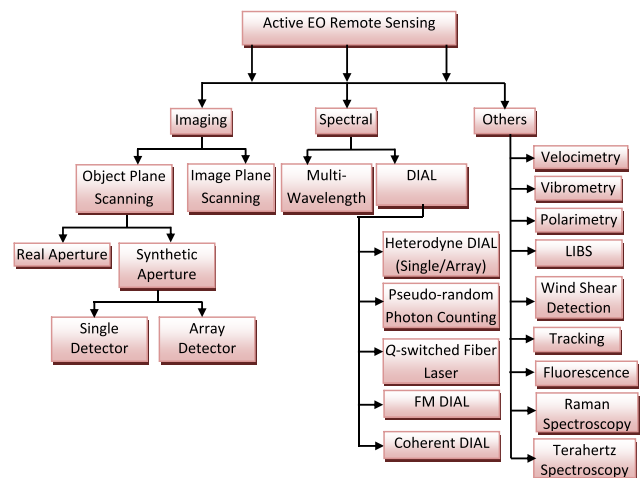 Active EO Remote Sensing
Imaging
Spectral
Others
Object Plane
Scanning
Image Plane
Scanning
Multi-
Wavelength
DIAL
Real Aperture
Synthetic
Aperture
Single
Detector
Array
Detector
Heterodyne DIAL
(Single/Array)
Pseudo-random
Photon Counting
Q-switched Fiber
Laser
FM DIAL
Coherent DIAL
Velocimetry
Vibrometry
Polarimetry
LIBS
Wind Shear
Detection
Tracking
Fluorescence
Raman
Spectroscopy
Terahertz
Spectroscopy